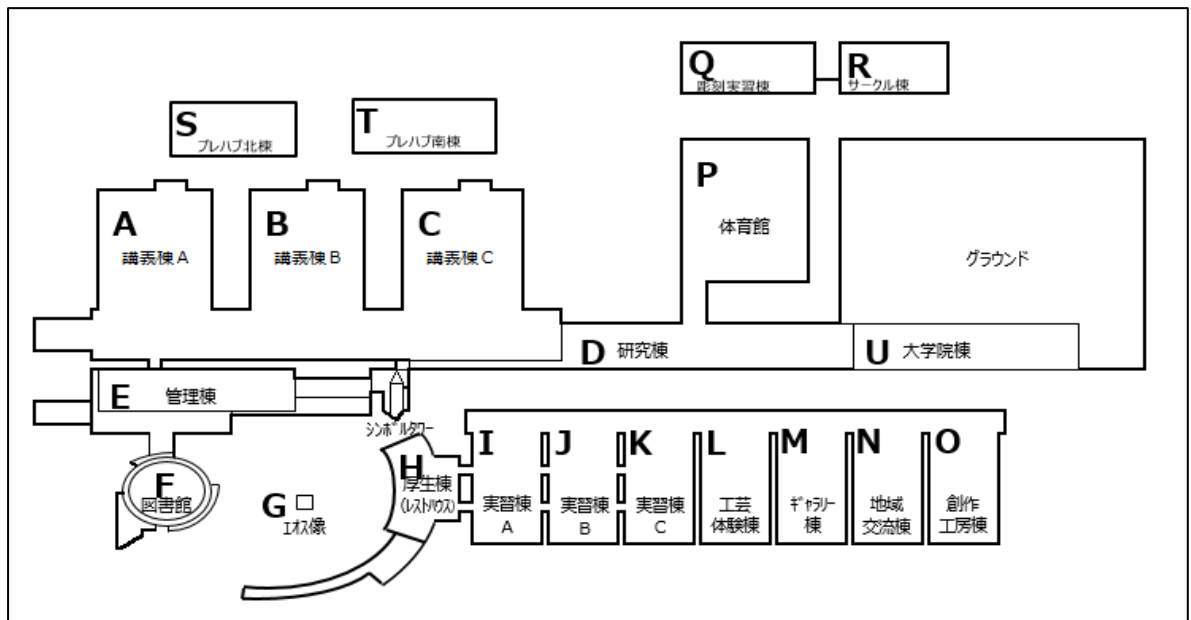 Q
彫刻実習棟
R
サークル棟
S
プレハブ北棟
T
プレハブ南棟
A
講義棟A
B
講義棟B
C
講義棟C
P
体育館
グラウンド
D 研究棟
U 大学院棟
E 管理棟
シンボルタワー
F
図書館
G
エオス像
H
厚生棟
(レストハウス)
I
実習棟
A
J
実習棟
B
K
実習棟
C
L
工芸
体験棟
M
ギャラリー
棟
N
地域
交流棟
O
創作
工房棟